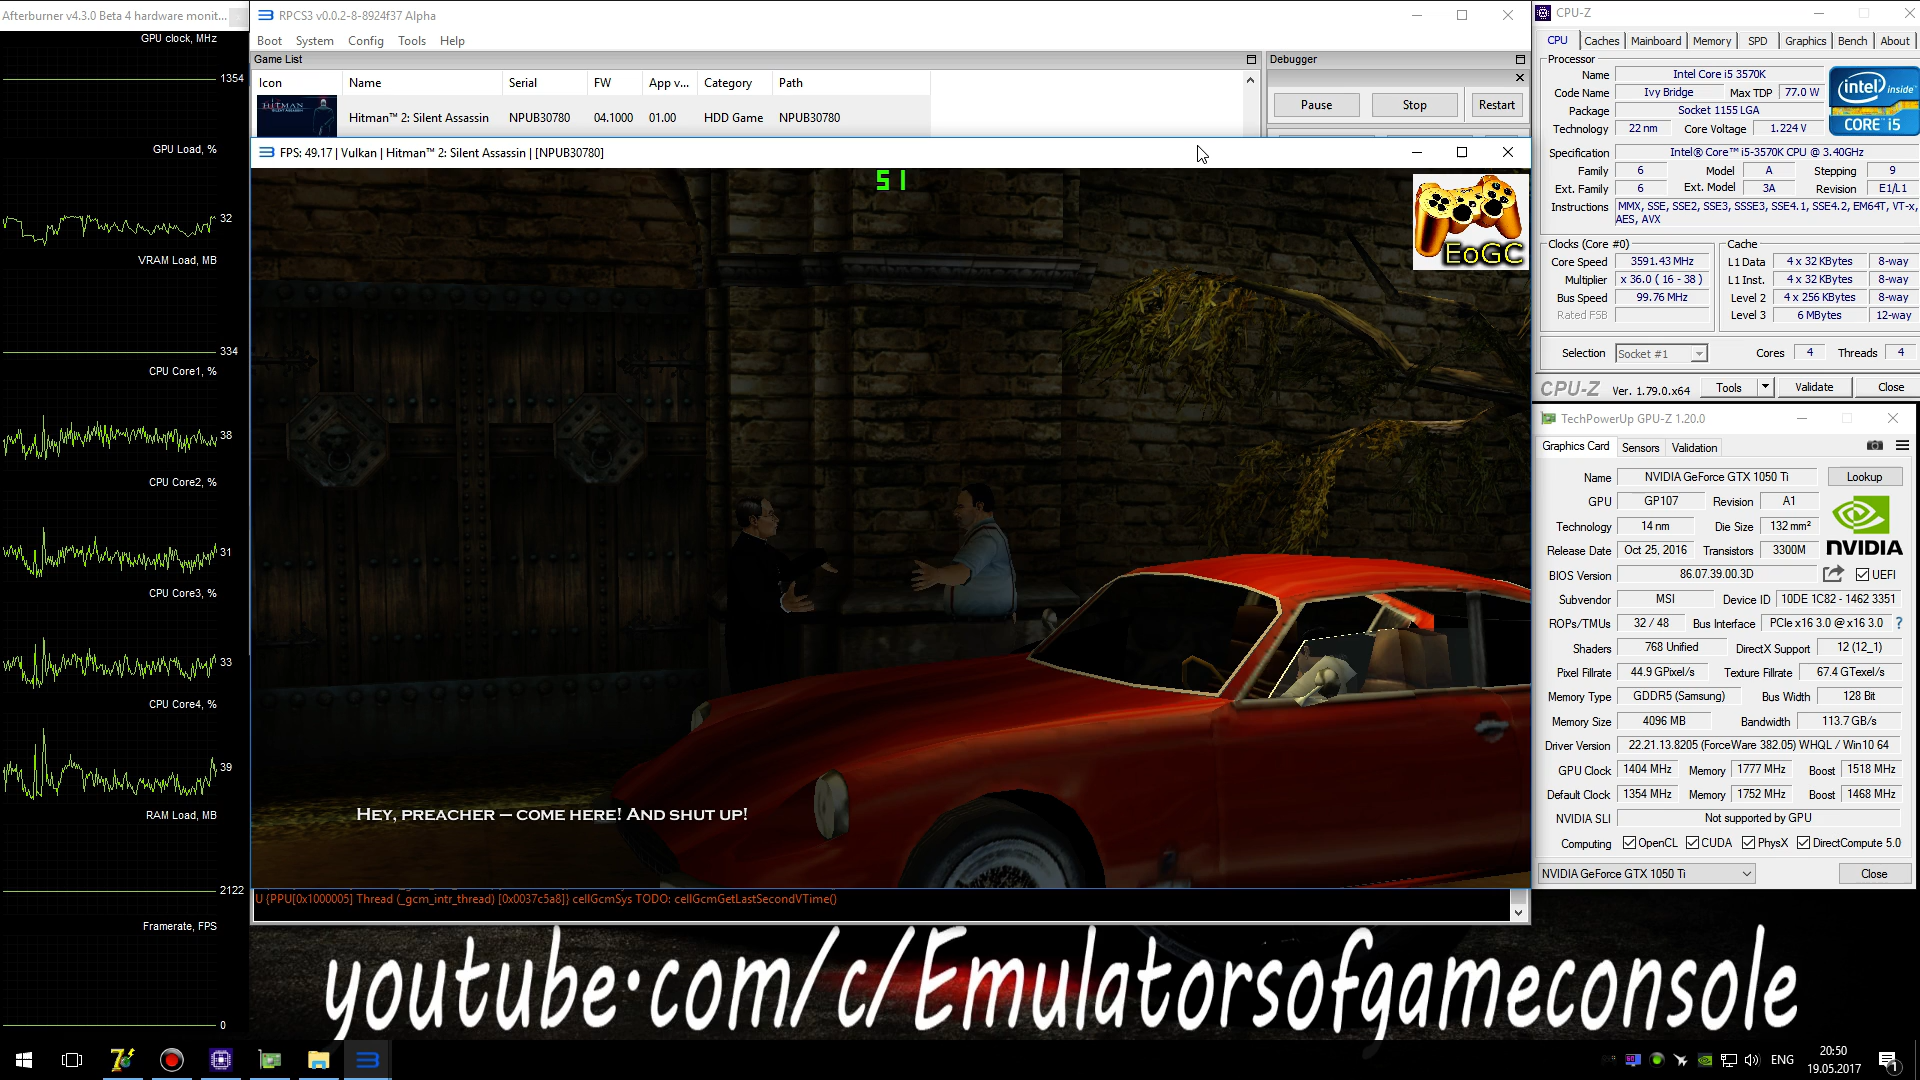 Afterburner v4.3.0 Beta 4 hardware monit...
GPU clock, MHz
1354
GPU Load, %
32
VRAM Load, MB
334
CPU Core1, %
38
CPU Core2, %
31
CPU Core3, %
33
CPU Core4, %
39
RAM Load, MB
2122
Framerate, FPS
0
RPCS3 v0.0.2-8-8924f37 Alpha
Boot System Config Tools Help
Game List
Icon Name Serial FW App v... Category Path
HITMAN
Hitman™ 2: Silent Assassin NPUB30780 04.1000 01.00 HDD Game NPUB30780
Debugger
Pause Stop Restart
FPS: 49.17 | Vulkan | Hitman™ 2: Silent Assassin | [NPUB30780]
51
EoGC
Hey, preacher – come here! And shut up!
U {PPU[0x1000005] Thread (_gcm_intr_thread) [0x0037c5a8]} cellGcmSys TODO: cellGcmGetLastSecondVTime()
youtube.com/c/Emulatorsofgameconsole
CPU-Z
CPU Caches Mainboard Memory SPD Graphics Bench About
Processor
Name Intel Core i5 3570K
Code Name Ivy Bridge Max TDP 77.0 W
Package Socket 1155 LGA
Technology 22 nm Core Voltage 1.224 V
intel inside™
CORE i5
Specification Intel® Core™ i5-3570K CPU @ 3.40GHz
Family 6 Model A Stepping 9
Ext. Family 6 Ext. Model 3A Revision E1/L1
Instructions MMX, SSE, SSE2, SSE3, SSSE3, SSE4.1, SSE4.2, EM64T, VT-x,
AES, AVX
Clocks (Core #0)
Core Speed 3591.43 MHz
Multiplier x 36.0 ( 16 - 38 )
Bus Speed 99.76 MHz
Rated FSB
Cache
L1 Data 4 x 32 KBytes 8-way
L1 Inst. 4 x 32 KBytes 8-way
Level 2 4 x 256 KBytes 8-way
Level 3 6 MBytes 12-way
Selection Socket #1 Cores 4 Threads 4
CPU-Z Ver. 1.79.0.x64 Tools Validate Close
TechPowerUp GPU-Z 1.20.0
Graphics Card Sensors Validation
Name NVIDIA GeForce GTX 1050 Ti Lookup
GPU GP107 Revision A1
Technology 14 nm Die Size 132 mm²
Release Date Oct 25, 2016 Transistors 3300M
NVIDIA
BIOS Version 86.07.39.00.3D UEFI
Subvendor MSI Device ID 10DE 1C82 - 1462 3351
ROPs/TMUs 32 / 48 Bus Interface PCIe x16 3.0 @ x16 3.0 ?
Shaders 768 Unified DirectX Support 12 (12_1)
Pixel Fillrate 44.9 GPixel/s Texture Fillrate 67.4 GTexel/s
Memory Type GDDR5 (Samsung) Bus Width 128 Bit
Memory Size 4096 MB Bandwidth 113.7 GB/s
Driver Version 22.21.13.8205 (ForceWare 382.05) WHQL / Win10 64
GPU Clock 1404 MHz Memory 1777 MHz Boost 1518 MHz
Default Clock 1354 MHz Memory 1752 MHz Boost 1468 MHz
NVIDIA SLI Not supported by GPU
Computing OpenCL CUDA PhysX DirectCompute 5.0
NVIDIA GeForce GTX 1050 Ti Close
ENG
20:50
19.05.2017
1